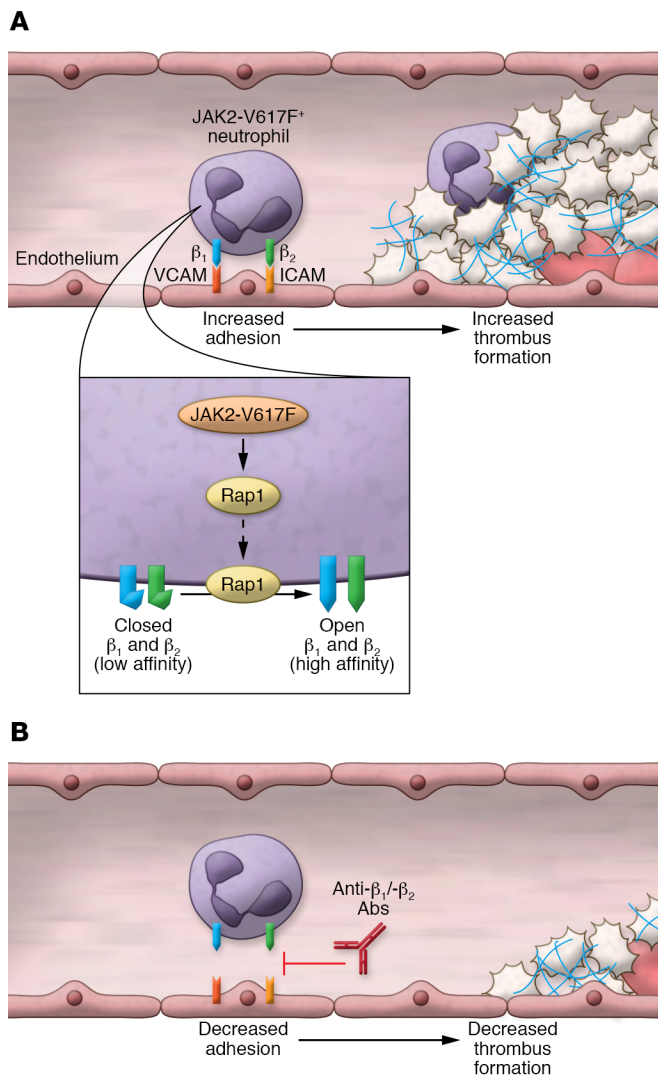 A
JAK2-V617F⁺
neutrophil
β₁
β₂
Endothelium
VCAM
ICAM
Increased
adhesion
Increased
thrombus
formation
JAK2-V617F
Rap1
Rap1
Closed
β₁ and β₂
(low affinity)
Open
β₁ and β₂
(high affinity)
B
Anti-β₁/-β₂
Abs
Decreased
adhesion
Decreased
thrombus
formation